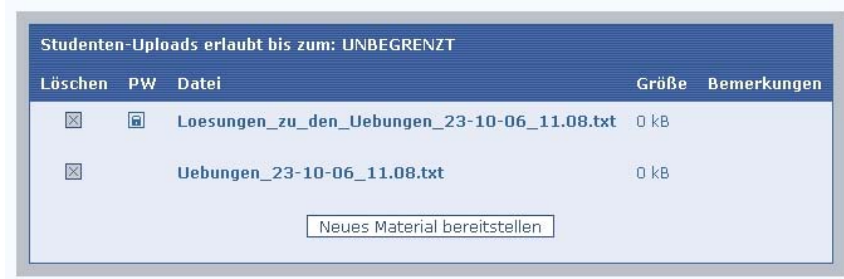 Studenten-Uploads erlaubt bis zum: UNBEGRENZT
Löschen PW Datei Größe Bemerkungen
Loesungen_zu_den_Uebungen_23-10-06_11.08.txt 0 kB
Uebungen_23-10-06_11.08.txt 0 kB
Neues Material bereitstellen